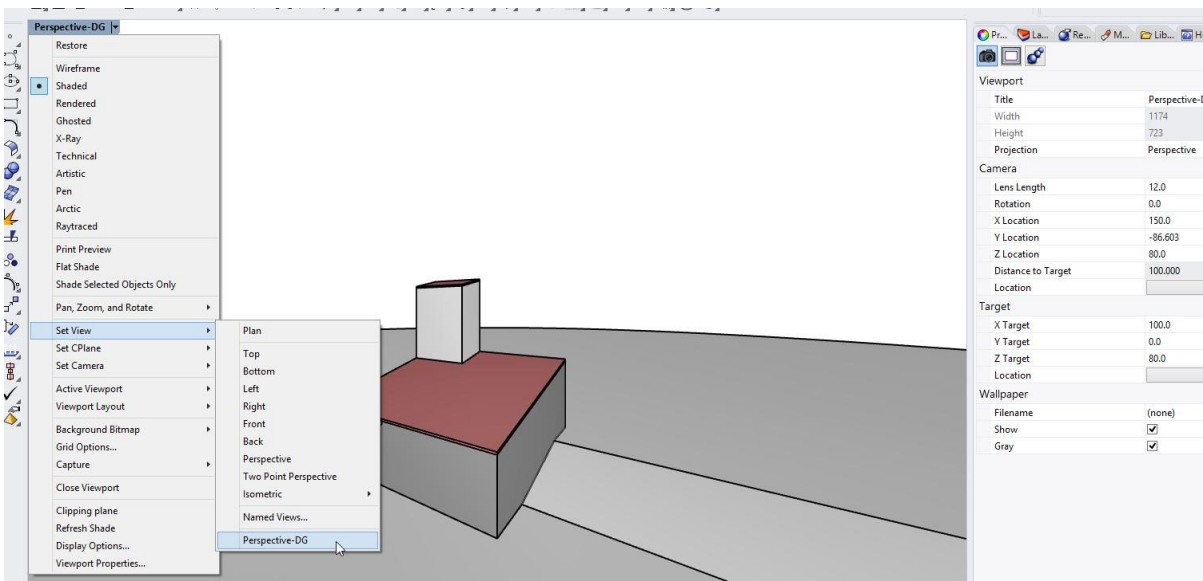 Perspective-DG
Restore
Wireframe
Shaded
Rendered
Ghosted
X-Ray
Technical
Artistic
Pen
Arctic
Raytraced
Print Preview
Flat Shade
Shade Selected Objects Only
Pan, Zoom, and Rotate
Set View
Set CPlane
Set Camera
Active Viewport
Viewport Layout
Background Bitmap
Grid Options...
Capture
Close Viewport
Clipping plane
Refresh Shade
Display Options...
Viewport Properties...
Plan
Top
Bottom
Left
Right
Front
Back
Perspective
Two Point Perspective
Isometric
Named Views...
Perspective-DG
Pr... La... Re... M... Lib... H
Viewport
Title Perspective-D
Width 1174
Height 723
Projection Perspective
Camera
Lens Length 12.0
Rotation 0.0
X Location 150.0
Y Location -86.603
Z Location 80.0
Distance to Target 100.000
Location
Target
X Target 100.0
Y Target 0.0
Z Target 80.0
Location
Wallpaper
Filename (none)
Show
Gray